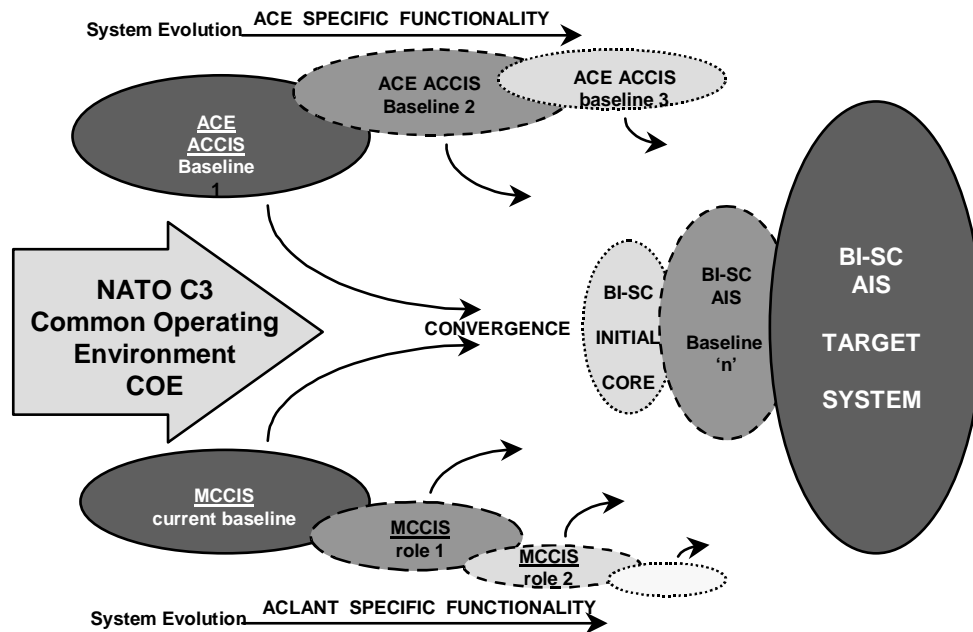 ACE SPECIFIC FUNCTIONALITY
System Evolution
ACE ACCIS
Baseline 2
ACE ACCIS
baseline 3
ACE
ACCIS
Baseline
1
NATO C3
Common Operating
Environment
COE
CONVERGENCE
BI-SC
INITIAL
CORE
BI-SC
AIS
Baseline
‘n’
BI-SC
AIS
TARGET
SYSTEM
MCCIS
current baseline
MCCIS
role 1
MCCIS
role 2
System Evolution
ACLANT SPECIFIC FUNCTIONALITY